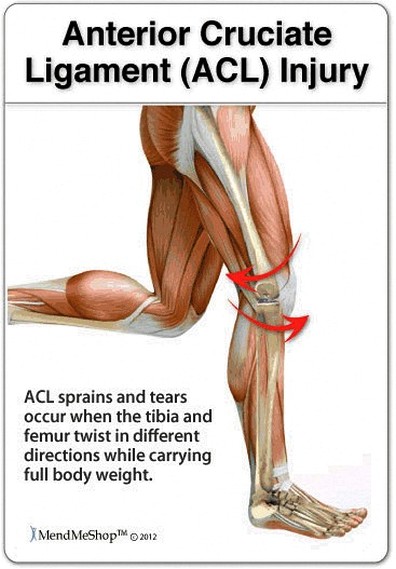 Anterior Cruciate
Ligament (ACL) Injury
ACL sprains and tears
occur when the tibia and
femur twist in different
directions while carrying
full body weight.
MendMeShop™ © 2012